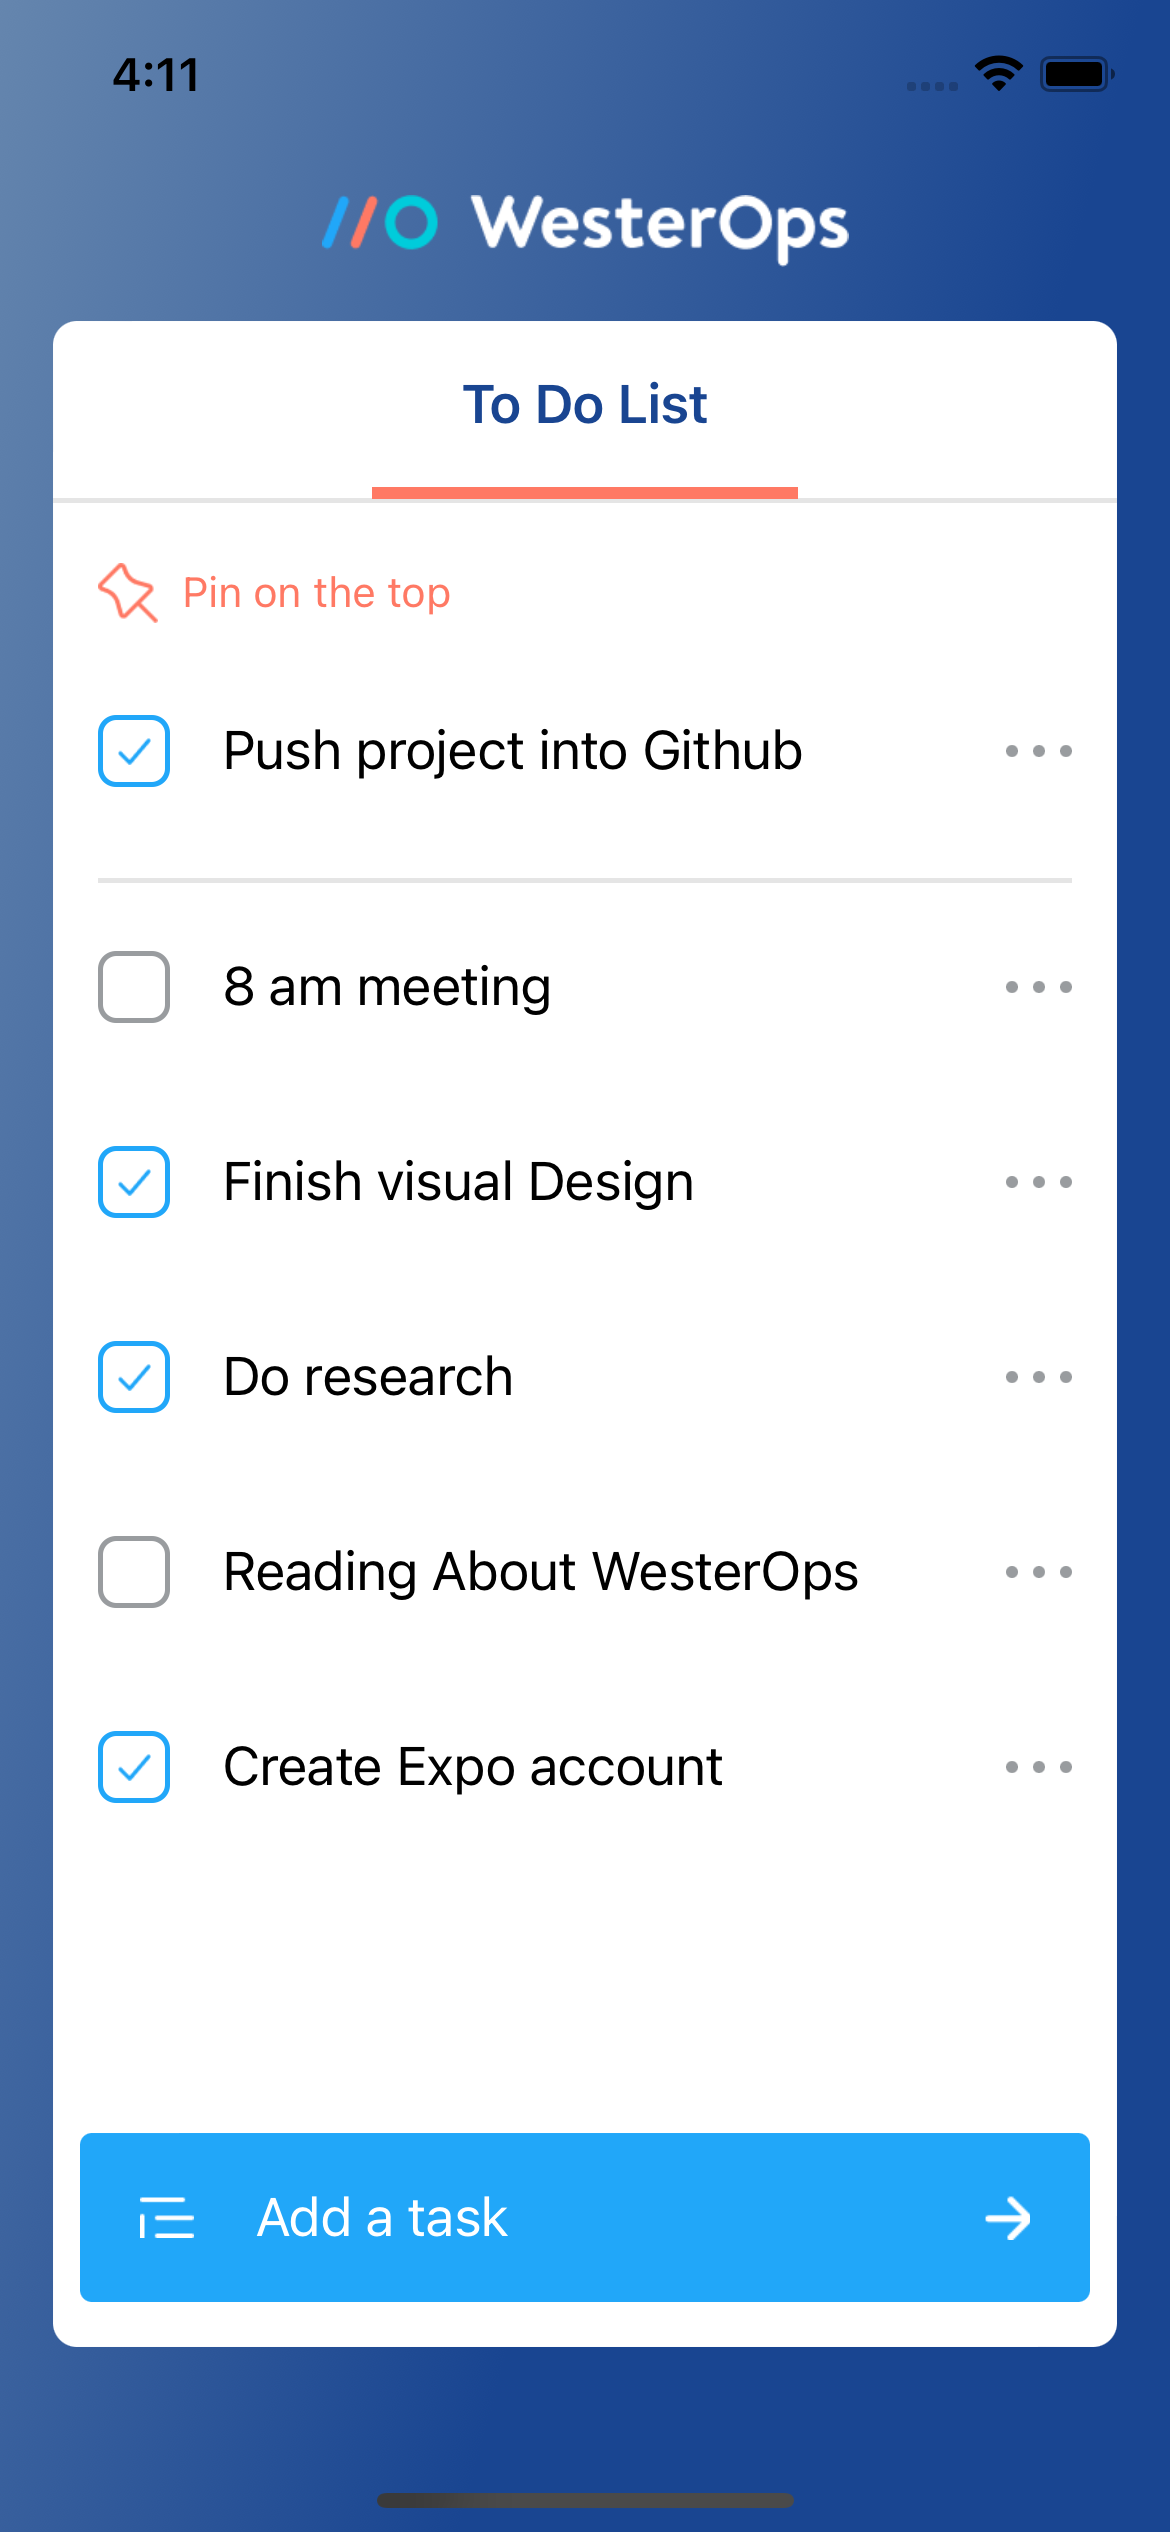 4:11
WesterOps
To Do List
Pin on the top
Push project into Github
8 am meeting
Finish visual Design
Do research
Reading About WesterOps
Create Expo account
Add a task